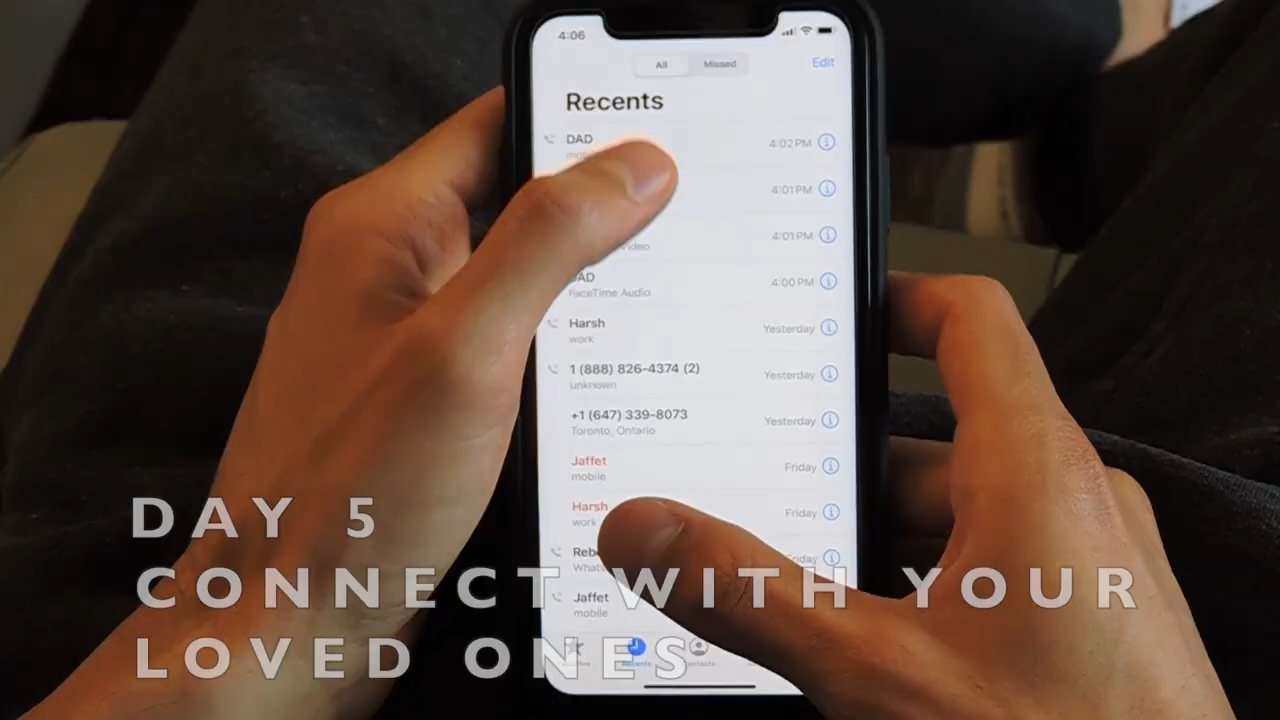 4:06
All Missed
Edit
Recents
DAD
4:02 PM
4:01 PM
4:01 PM
DAD
FaceTime Audio
4:00 PM
Harsh
work
Yesterday
1 (888) 826-4374 (2)
unknown
Yesterday
+1 (647) 339-8073
Toronto, Ontario
Yesterday
Jaffet
mobile
Friday
Harsh
work
Friday
Friday
Jaffet
mobile
Recents
DAY 5
CONNECT WITH YOUR
LOVED ONES